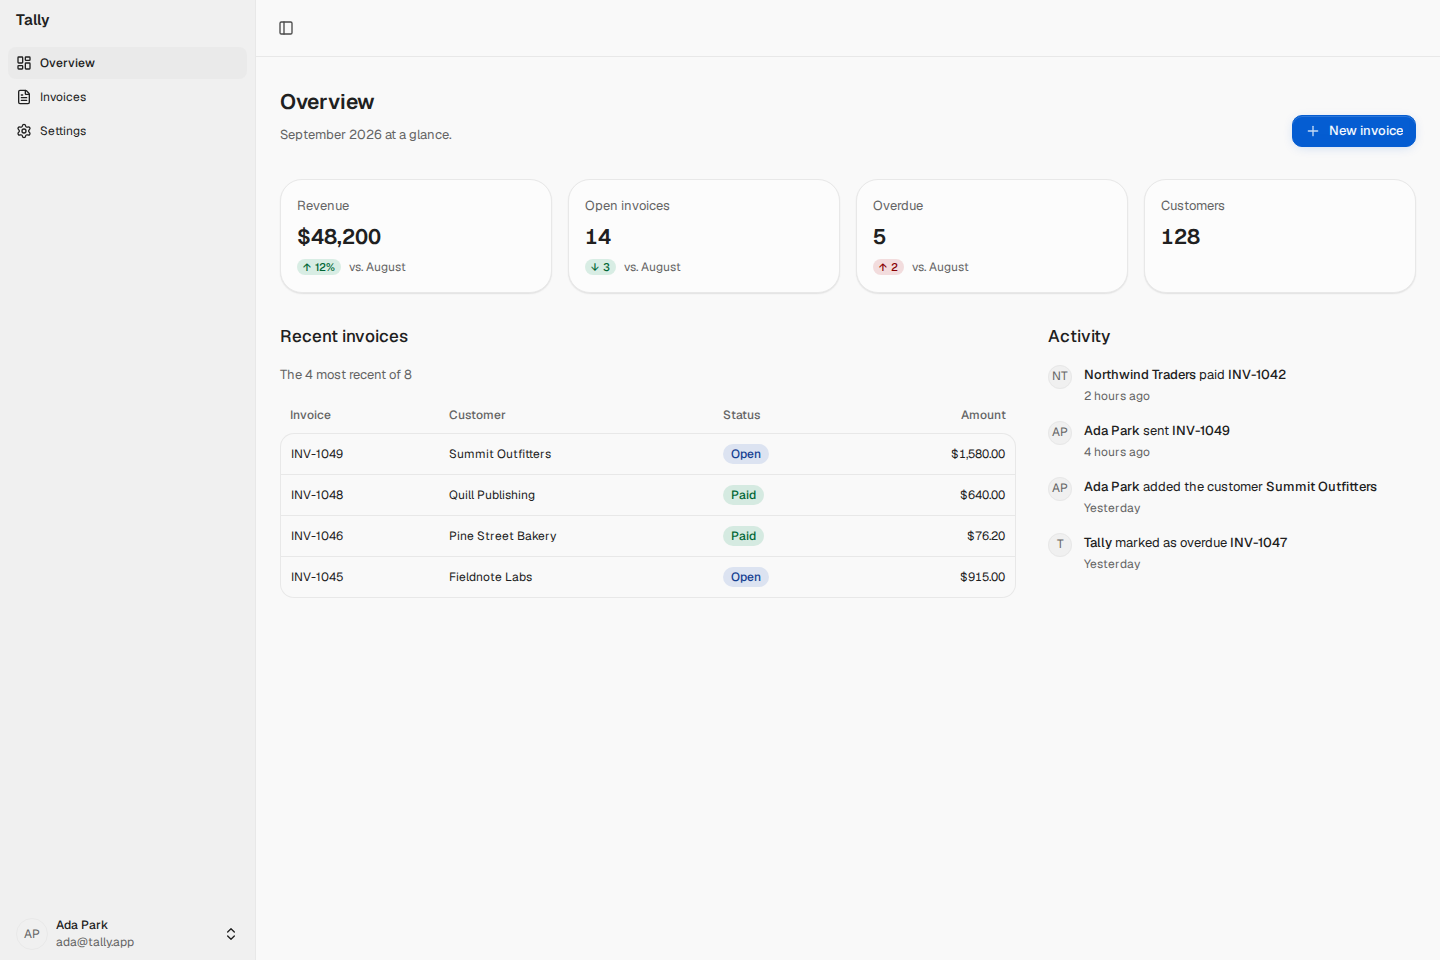 Tally
Overview
Invoices
Settings
Overview
September 2026 at a glance.
New invoice
Revenue
$48,200
↑ 12% vs. August
Open invoices
14
↓ 3 vs. August
Overdue
5
↑ 2 vs. August
Customers
128
Recent invoices
The 4 most recent of 8
Invoice Customer Status Amount
INV-1049 Summit Outfitters Open $1,580.00
INV-1048 Quill Publishing Paid $640.00
INV-1046 Pine Street Bakery Paid $76.20
INV-1045 Fieldnote Labs Open $915.00
Activity
NT Northwind Traders paid INV-1042
2 hours ago
AP Ada Park sent INV-1049
4 hours ago
AP Ada Park added the customer Summit Outfitters
Yesterday
T Tally marked as overdue INV-1047
Yesterday
AP Ada Park
ada@tally.app